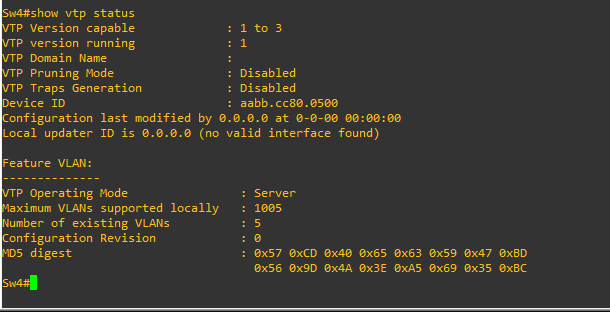 Sw4#show vtp status
VTP Version capable : 1 to 3
VTP version running : 1
VTP Domain Name :
VTP Pruning Mode : Disabled
VTP Traps Generation : Disabled
Device ID : aabb.cc80.0500
Configuration last modified by 0.0.0.0 at 0-0-00 00:00:00
Local updater ID is 0.0.0.0 (no valid interface found)
Feature VLAN:
--------------
VTP Operating Mode : Server
Maximum VLANs supported locally : 1005
Number of existing VLANs : 5
Configuration Revision : 0
MD5 digest : 0x57 0xCD 0x40 0x65 0x63 0x59 0x47 0xBD
0x56 0x9D 0x4A 0x3E 0xA5 0x69 0x35 0xBC
Sw4#